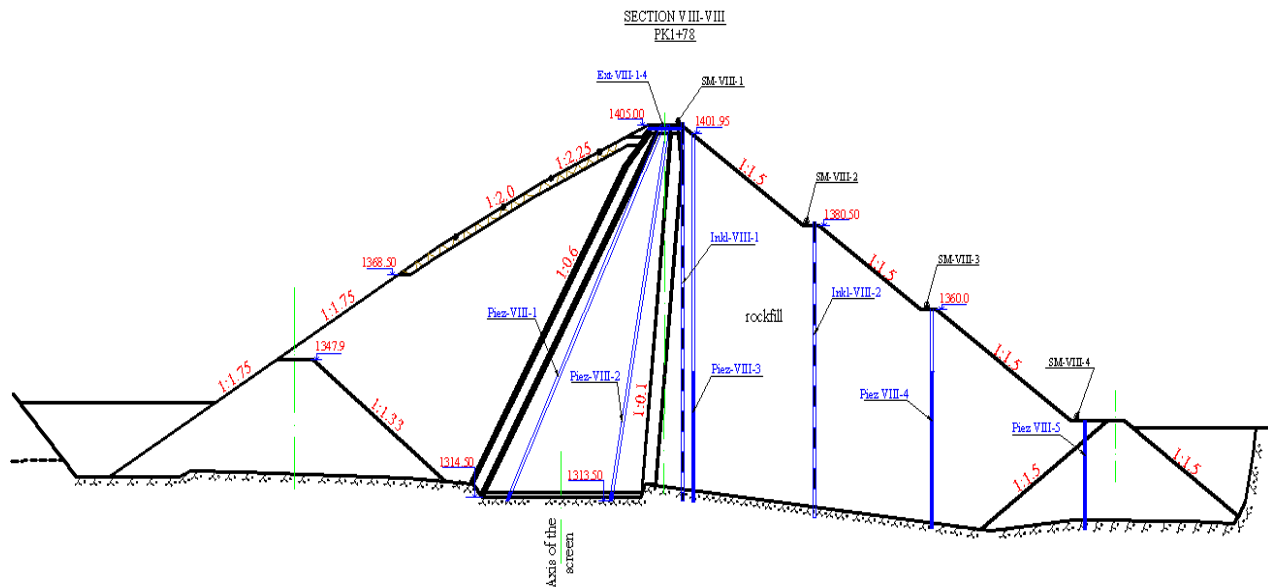 SECTION VIII-VIII
PK1+78
Ext-VIII-1-4
SM-VIII-1
1405.00
1401.95
1:2.25
1:1.5
SM-VIII-2
1380.50
1:2.0
1:0.6
Inkl-VIII-1
1368.50
1:1.5
SM-VIII-3
Inkl-VIII-2
1360.0
1:1.75
Piez-VIII-1
rockfill
1347.9
1:1.5
SM-VIII-4
1:1.75
1:1.33
Piez-VIII-2
1:0.1
Piez-VIII-3
Piez VIII-4
Piez VIII-5
1314.50
1313.50
1:1.5
1:1.5
Axis of the
screen